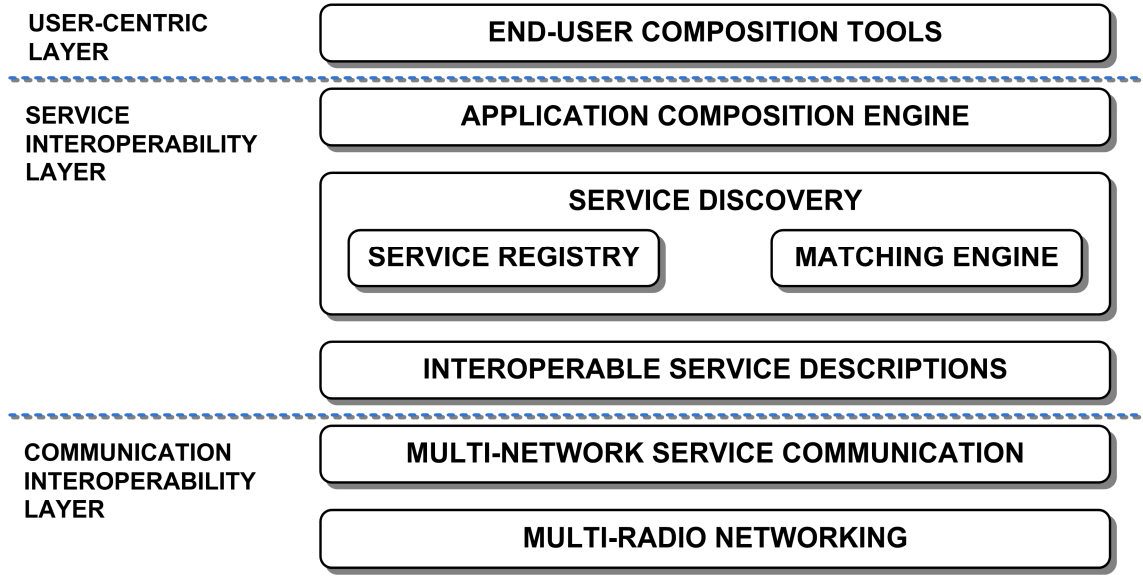 USER-CENTRIC
LAYER
END-USER COMPOSITION TOOLS
SERVICE
INTEROPERABILITY
LAYER
APPLICATION COMPOSITION ENGINE
SERVICE DISCOVERY
SERVICE REGISTRY
MATCHING ENGINE
INTEROPERABLE SERVICE DESCRIPTIONS
COMMUNICATION
INTEROPERABILITY
LAYER
MULTI-NETWORK SERVICE COMMUNICATION
MULTI-RADIO NETWORKING